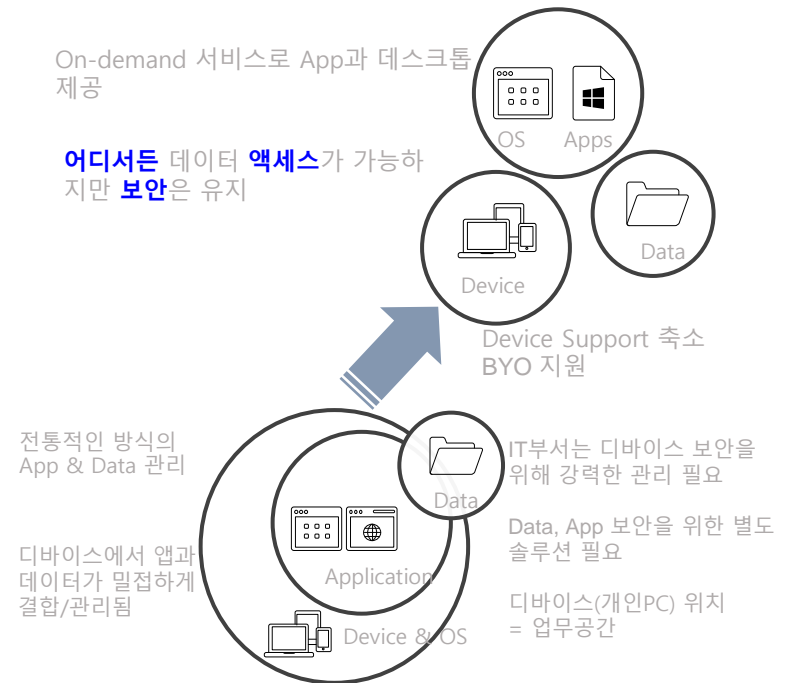 On-demand 서비스로 App과 데스크톱
제공
OS
Apps
어디서든 데이터 액세스가 가능하
지만 보안은 유지
Data
Device
Device Support 축소
BYO 지원
전통적인 방식의
App & Data 관리
IT부서는 디바이스 보안을
위해 강력한 관리 필요
Data
Data, App 보안을 위한 별도
솔루션 필요
디바이스에서 앱과
데이터가 밀접하게
결합/관리됨
Application
디바이스(개인PC) 위치
= 업무공간
Device & OS